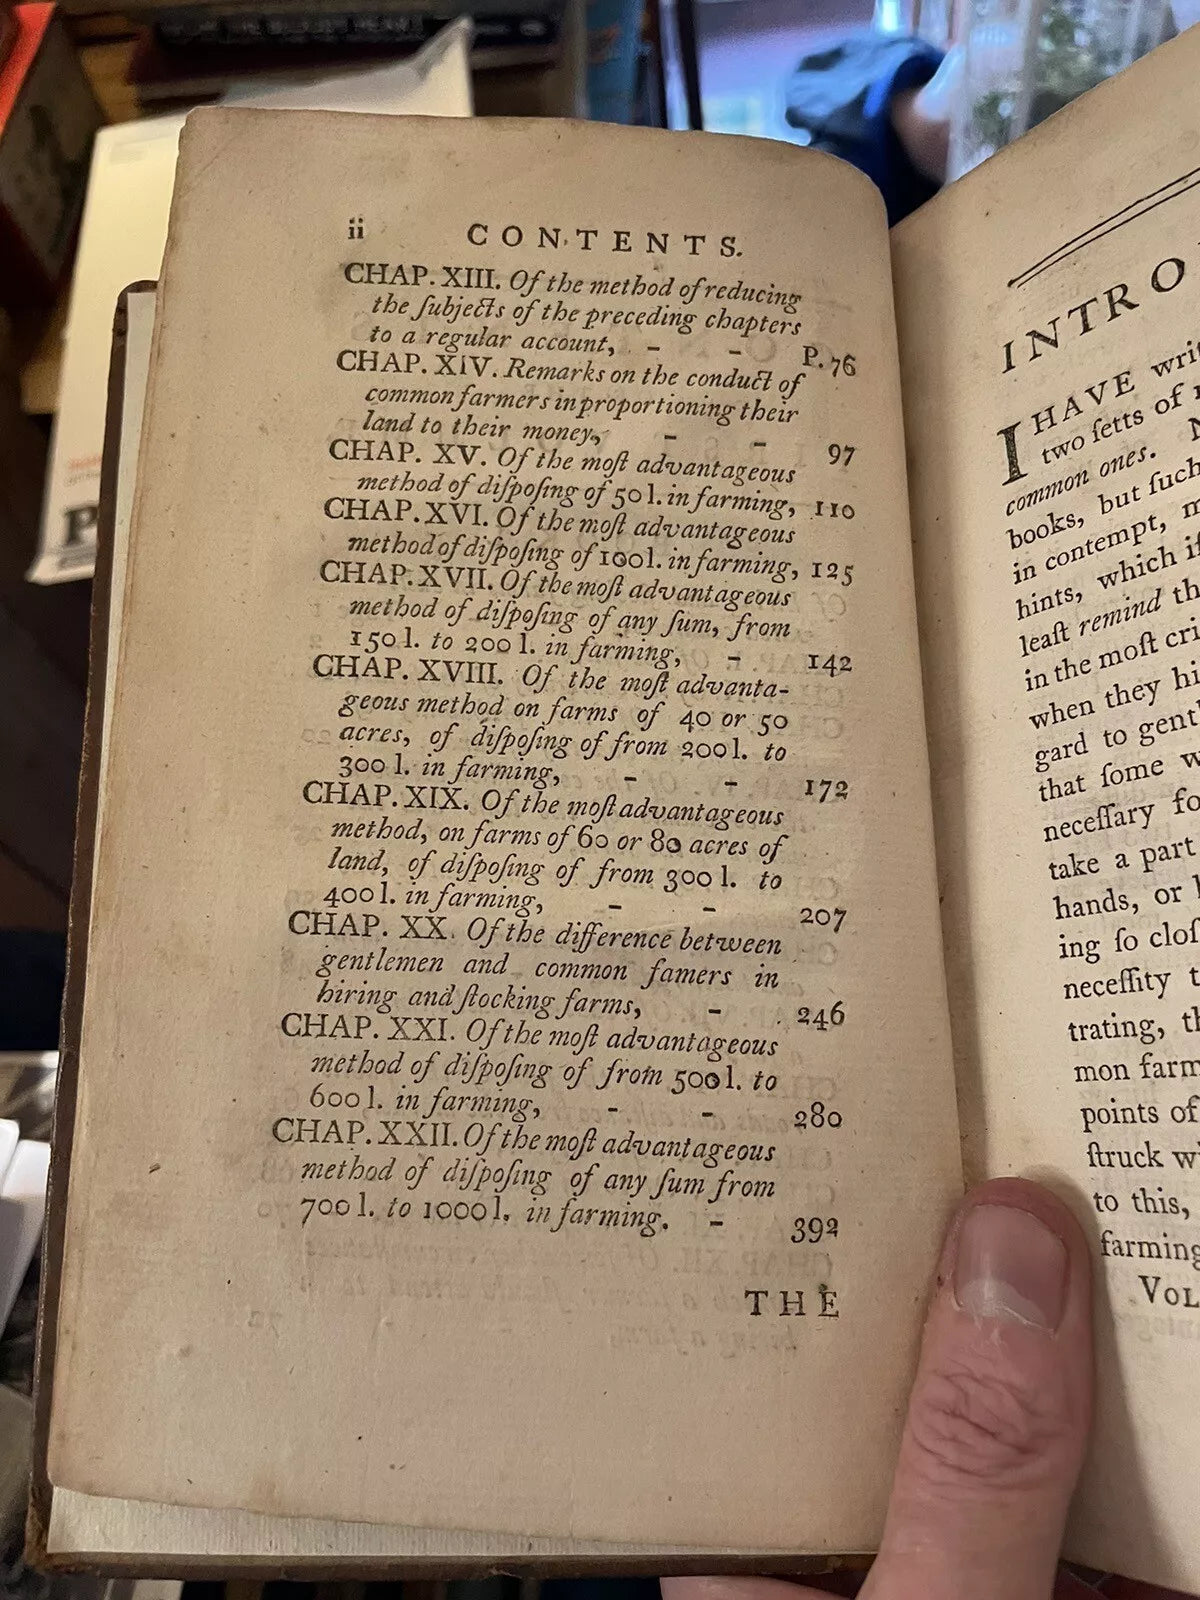 ii CONTENTS.
CHAP. XIII. Of the method of reducing
the ſubjects of the preceding chapters
to a regular account, - - P. 76
CHAP. XIV. Remarks on the conduct of
common farmers in proportioning their
land to their money, - - 97
CHAP. XV. Of the moſt advantageous
method of diſpoſing of 50 l. in farming, 110
CHAP. XVI. Of the moſt advantageous
method of diſpoſing of 100 l. in farming, 125
CHAP. XVII. Of the moſt advantageous
method of diſpoſing of any ſum, from
150 l. to 200 l. in farming, - 142
CHAP. XVIII. Of the moſt advanta-
geous method on farms of 40 or 50
acres, of diſpoſing of from 200 l. to
300 l. in farming, - - 172
CHAP. XIX. Of the moſt advantageous
method, on farms of 60 or 80 acres of
land, of diſpoſing of from 300 l. to
400 l. in farming, - - 207
CHAP. XX. Of the difference between
gentlemen and common famers in
hiring and ſtocking farms, - 246
CHAP. XXI. Of the moſt advantageous
method of diſpoſing of from 500 l. to
600 l. in farming, - - 280
CHAP. XXII. Of the moſt advantageous
method of diſpoſing of any ſum from
700 l. to 1000 l. in farming. - 392
THE
INTRO
I HAVE writ
two ſetts of
common ones.
books, but ſuch
in contempt,
hints, which if
leaſt remind th
in the moſt cri
when they hi
gard to gentl
that ſome w
neceſſary fo
take a part
hands, or
ing ſo cloſ
neceſſity t
trating, th
mon farm
points of
ſtruck wi
to this,
farming
VOL